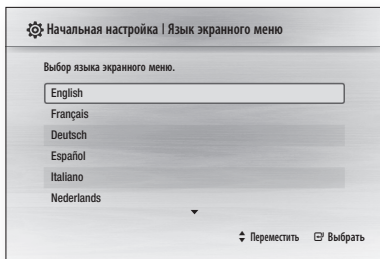 Начальная настройка | Язык экранного меню
Выбор языка экранного меню.
English
Français
Deutsch
Español
Italiano
Nederlands
Переместить Выбрать